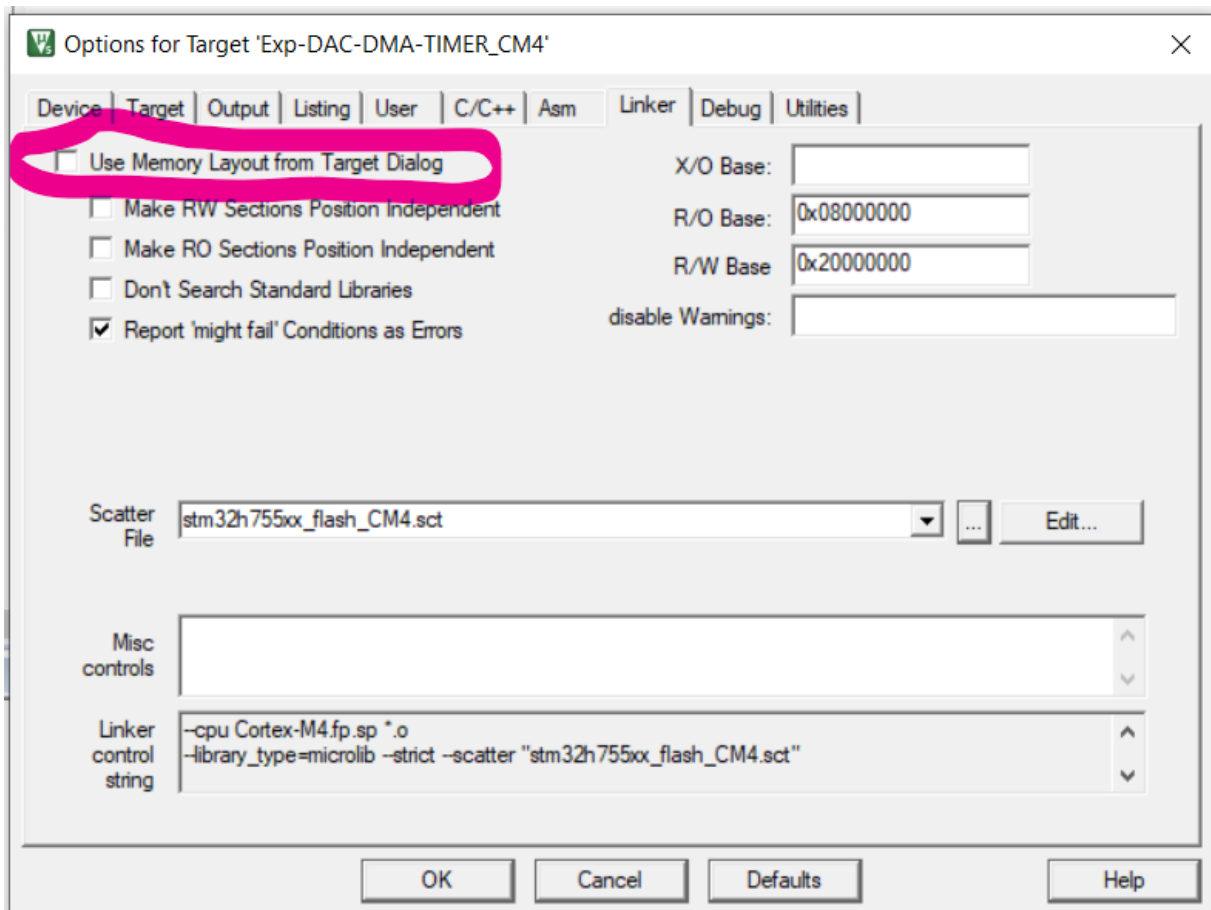 Options for Target 'Exp-DAC-DMA-TIMER_CM4'
Device Target Output Listing User C/C++ Asm Linker Debug Utilities
Use Memory Layout from Target Dialog
Make RW Sections Position Independent
Make RO Sections Position Independent
Don't Search Standard Libraries
Report 'might fail' Conditions as Errors
X/O Base:
R/O Base: 0x08000000
R/W Base 0x20000000
disable Warnings:
Scatter
File
stm32h755xx_flash_CM4.sct
...
Edit...
Misc
controls
Linker
control
string
--cpu Cortex-M4.fp.sp *.o
--library_type=microlib --strict --scatter "stm32h755xx_flash_CM4.sct"
OK Cancel Defaults Help